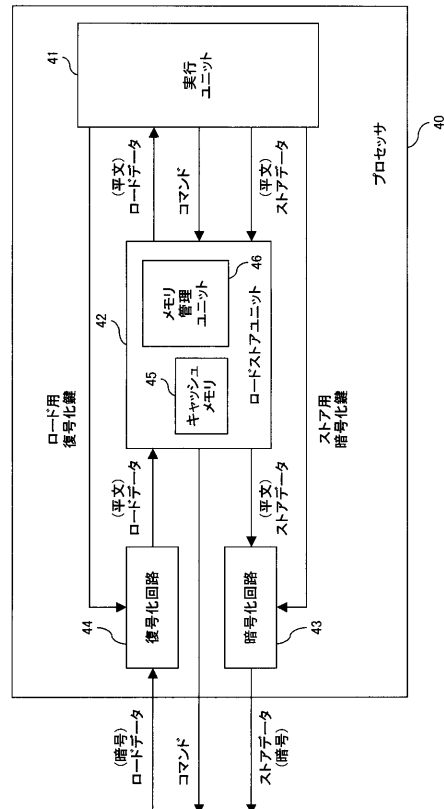 41
実行
ユニット
プロセッサ
40
(平文)
ロードデータ
コマンド
(平文)
ストアデータ
42
メモリ
管理
ユニット
46
45
キャッシュ
メモリ
ロードストアユニット
ロード用
復号化鍵
ストア用
暗号化鍵
(平文)
ロードデータ
(平文)
ストアデータ
44
復号化回路
暗号化回路
43
(暗号)
ロードデータ
コマンド
ストアデータ
(暗号)